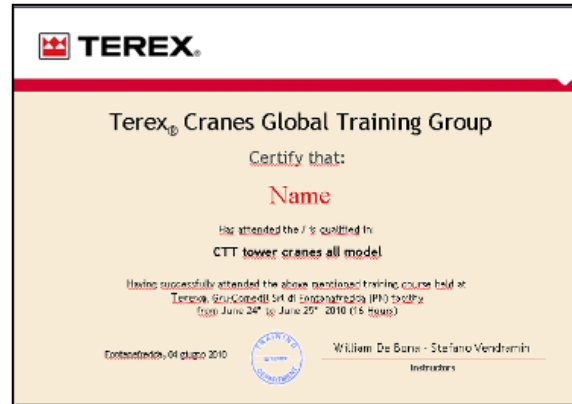 TEREX®
Terex® Cranes Global Training Group
Certify that:
Name
Has attended the / is qualified in:
CTT tower cranes all model
Having successfully attended the above mentioned training course held at
Terex®, Gru-Comedil Srl di Fontanafredda (PN) facility
from June 24° to June 25° 2010 (16 Hours)
Fontanafredda, 04 giugno 2010
TRAINING
DEPARTMENT
William De Bona - Stefano Vendramin
Instructors